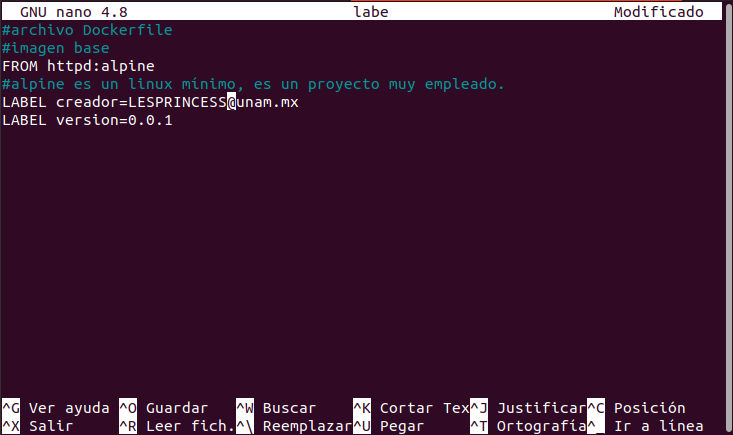 GNU nano 4.8 labe Modificado
#archivo Dockerfile
#imagen base
FROM httpd:alpine
#alpine es un linux mínimo, es un proyecto muy empleado.
LABEL creador=LESPRINCESS@unam.mx
LABEL version=0.0.1
^G Ver ayuda ^O Guardar ^W Buscar ^K Cortar Tex^J Justificar^C Posición
^X Salir ^R Leer fich.^\ Reemplazar^U Pegar ^T Ortografía^_ Ir a línea